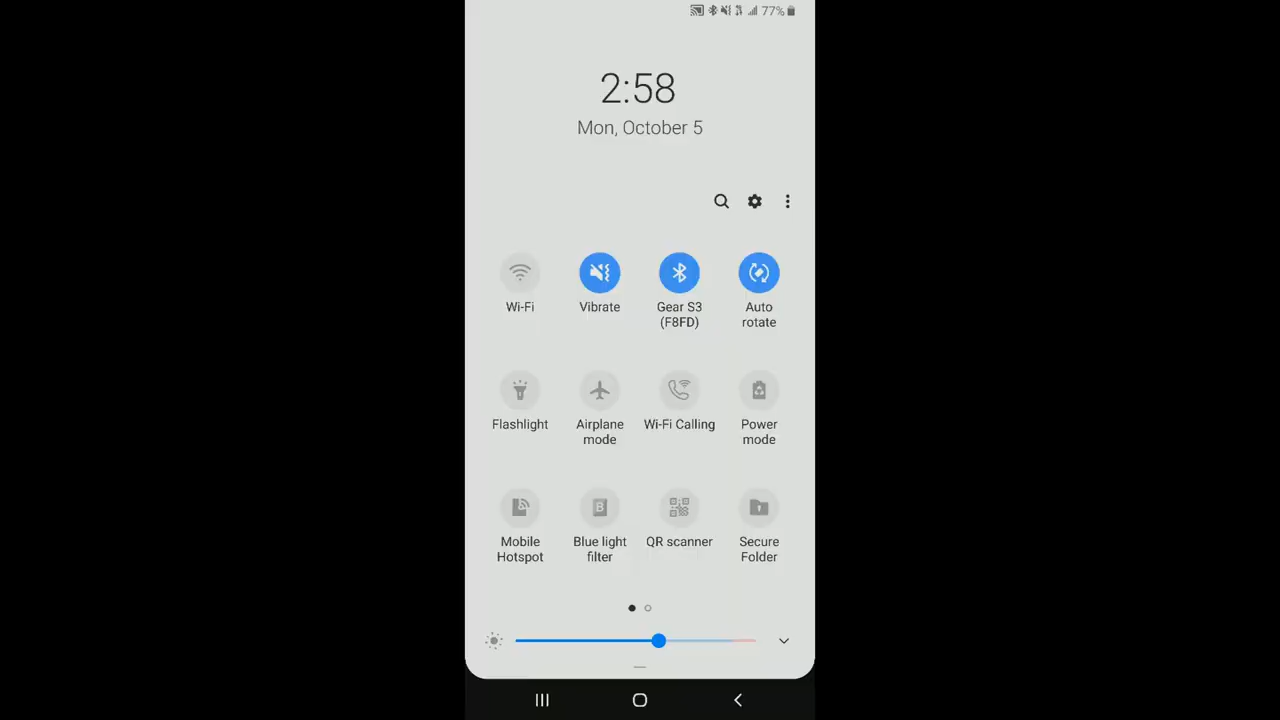 77%
2:58
Mon, October 5
Wi-Fi
Vibrate
Gear S3
(F8FD)
Auto
rotate
Flashlight
Airplane
mode
Wi-Fi Calling
Power
mode
Mobile
Hotspot
Blue light
filter
QR scanner
Secure
Folder